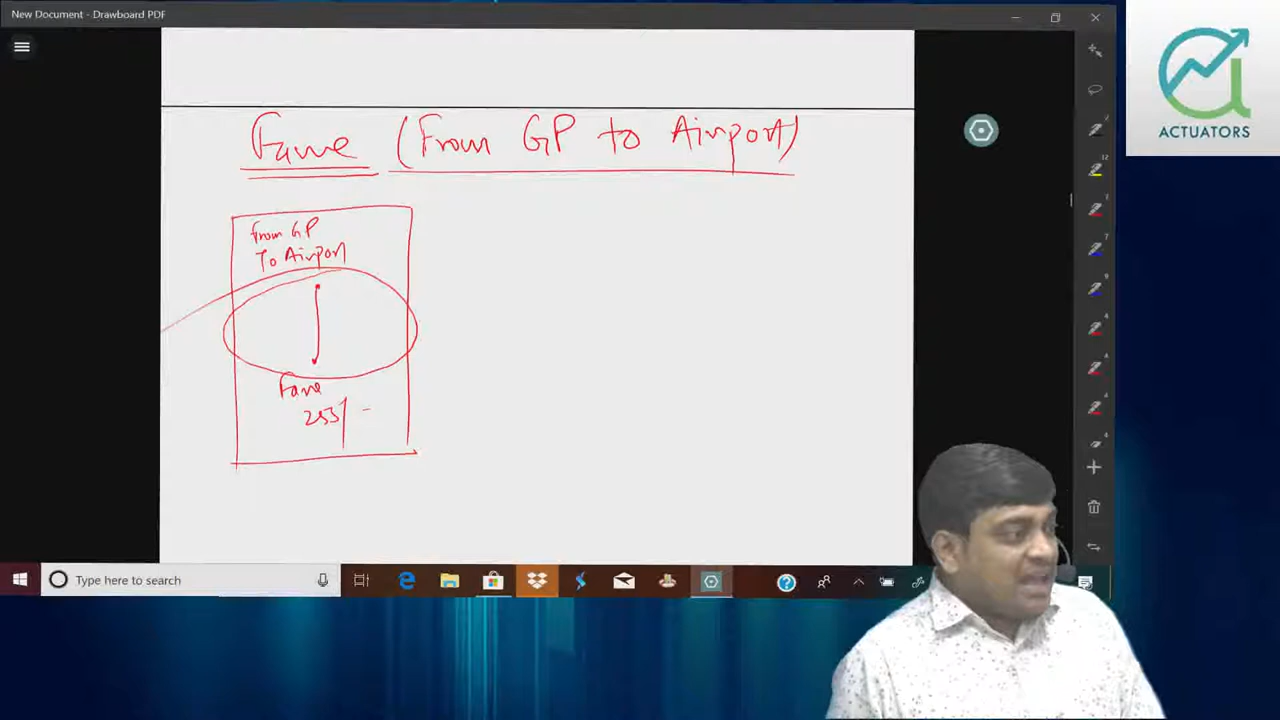 New Document - Drawboard PDF
ACTUATORS
Fare (From GP to Airport)
From GP
To Airport
Fare
255/-
Type here to search